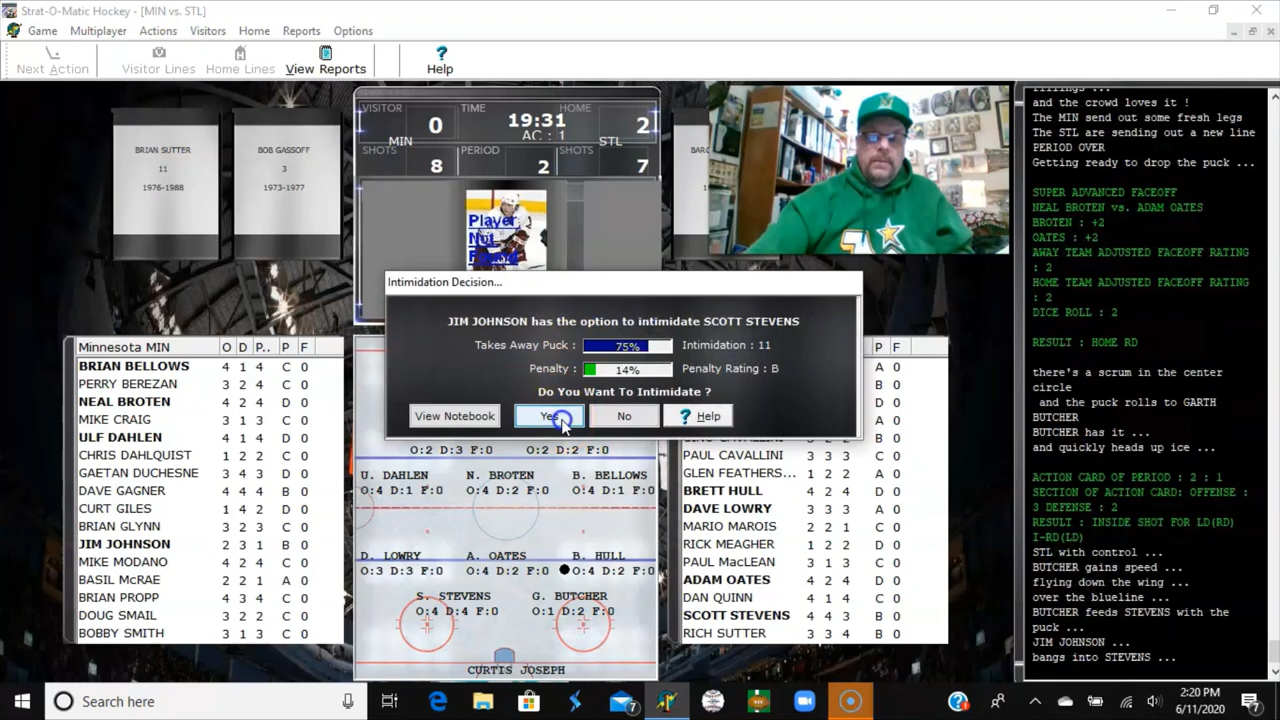 Strat-O-Matic Hockey - [MIN vs. STL]
Game Multiplayer Actions Visitors Home Reports Options
Next Action Visitor Lines Home Lines View Reports Help
BRIAN SUTTER
11
1976-1988
BOB GASSOFF
3
1973-1977
VISITOR TIME HOME
MIN 0 19:31 STL 2
AC : 1
SHOTS PERIOD SHOTS
8 2 7
Player
Not
Found
BARC
Intimidation Decision...
JIM JOHNSON has the option to intimidate SCOTT STEVENS
Takes Away Puck : 75% Intimidation : 11
Penalty : 14% Penalty Rating : B
Do You Want To Intimidate ?
View Notebook Yes No ? Help
Minnesota MIN O D P.. P F
BRIAN BELLOWS 4 1 4 C 0
PERRY BEREZAN 3 2 4 C 0
NEAL BROTEN 4 2 4 D 0
MIKE CRAIG 3 1 3 C 0
ULF DAHLEN 4 1 4 D 0
CHRIS DAHLQUIST 1 2 2 C 0
GAETAN DUCHESNE 3 4 3 D 0
DAVE GAGNER 4 4 4 B 0
CURT GILES 1 4 2 D 0
BRIAN GLYNN 3 2 3 C 0
JIM JOHNSON 2 3 1 B 0
MIKE MODANO 4 2 4 C 0
BASIL McRAE 2 2 1 A 0
BRIAN PROPP 4 3 4 C 0
DOUG SMAIL 3 2 2 C 0
BOBBY SMITH 3 1 3 C 0
O:2 D:3 F:0 O:2 D:2 F:0
U. DAHLEN N. BROTEN B. BELLOWS
O:4 D:1 F:0 O:4 D:2 F:0 O:4 D:1 F:0
D. LOWRY A. OATES B. HULL
O:3 D:3 F:0 O:4 D:2 F:0 O:4 D:2 F:0
S. STEVENS G. BUTCHER
O:4 D:4 F:0 O:1 D:2 F:0
CURTIS JOSEPH
P F
A 0
B 0
D 0
C 0
PAUL CAVALLINI 3 3 3 C 0
GLEN FEATHERS... 1 2 2 A 0
BRETT HULL 4 2 4 D 0
DAVE LOWRY 3 3 3 A 0
MARIO MAROIS 2 2 1 C 0
RICK MEAGHER 3 4 2 D 0
PAUL MacLEAN 3 2 2 C 0
ADAM OATES 4 2 4 D 0
DAN QUINN 4 1 4 C 0
SCOTT STEVENS 4 4 3 B 0
RICH SUTTER 3 3 4 B 0
and the crowd loves it !
The MIN send out some fresh legs
The STL are sending out a new line
PERIOD OVER
Getting ready to drop the puck ...
SUPER ADVANCED FACEOFF
NEAL BROTEN vs. ADAM OATES
BROTEN : +2
OATES : +2
AWAY TEAM ADJUSTED FACEOFF RATING
: 2
HOME TEAM ADJUSTED FACEOFF RATING
: 2
DICE ROLL : 2
RESULT : HOME RD
there's a scrum in the center
circle
and the puck rolls to GARTH
BUTCHER
BUTCHER has it ...
and quickly heads up ice ...
ACTION CARD OF PERIOD : 2 : 1
SECTION OF ACTION CARD: OFFENSE :
3 DEFENSE : 2
RESULT : INSIDE SHOT FOR LD(RD)
I-RD(LD)
STL with control ...
BUTCHER gains speed ...
flying down the wing ...
over the blueline ...
BUTCHER feeds STEVENS with the
puck ...
JIM JOHNSON ...
bangs into STEVENS ...
Search here
7
2:20 PM
6/11/2020